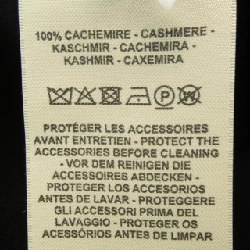 100% CACHEMIRE - CASHMERE -
KASCHMIR - CACHEMIRA -
KASHMIR - CAXEMIRA
P
PROTÉGER LES ACCESSOIRES
AVANT ENTRETIEN - PROTECT THE
ACCESSORIES BEFORE CLEANING
- VOR DEM REINIGEN DIE
ACCESSOIRES ABDECKEN -
PROTEGER LOS ACCESORIOS
ANTES DE LAVAR - PROTEGGERE
GLI ACCESSORI PRIMA DEL
LAVAGGIO - PROTEGER OS
ACESSÓRIOS ANTES DE LIMPAR